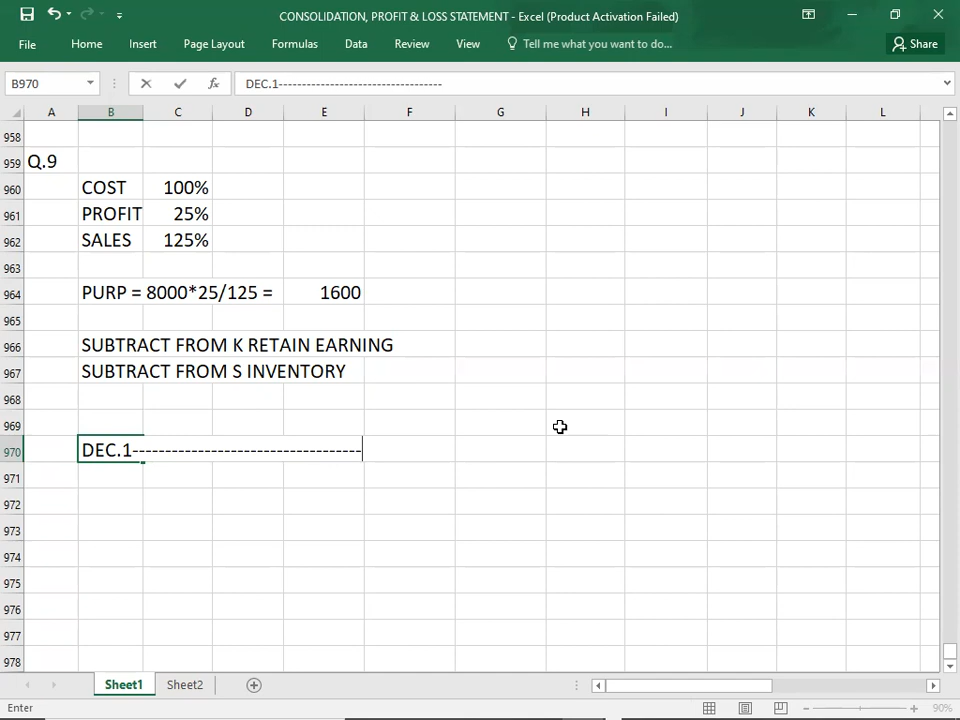 CONSOLIDATION, PROFIT & LOSS STATEMENT - Excel (Product Activation Failed)
File Home Insert Page Layout Formulas Data Review View Tell me what you want to do... Share
B970 fx DEC.1-----------------------------------
A B C D E F G H I J K L
958
959 Q.9
960 COST 100%
961 PROFIT 25%
962 SALES 125%
963
964 PURP = 8000*25/125 = 1600
965
966 SUBTRACT FROM K RETAIN EARNING
967 SUBTRACT FROM S INVENTORY
968
969
970 DEC.1-----------------------------------
971
972
973
974
975
976
977
978
Sheet1 Sheet2
Enter 90%